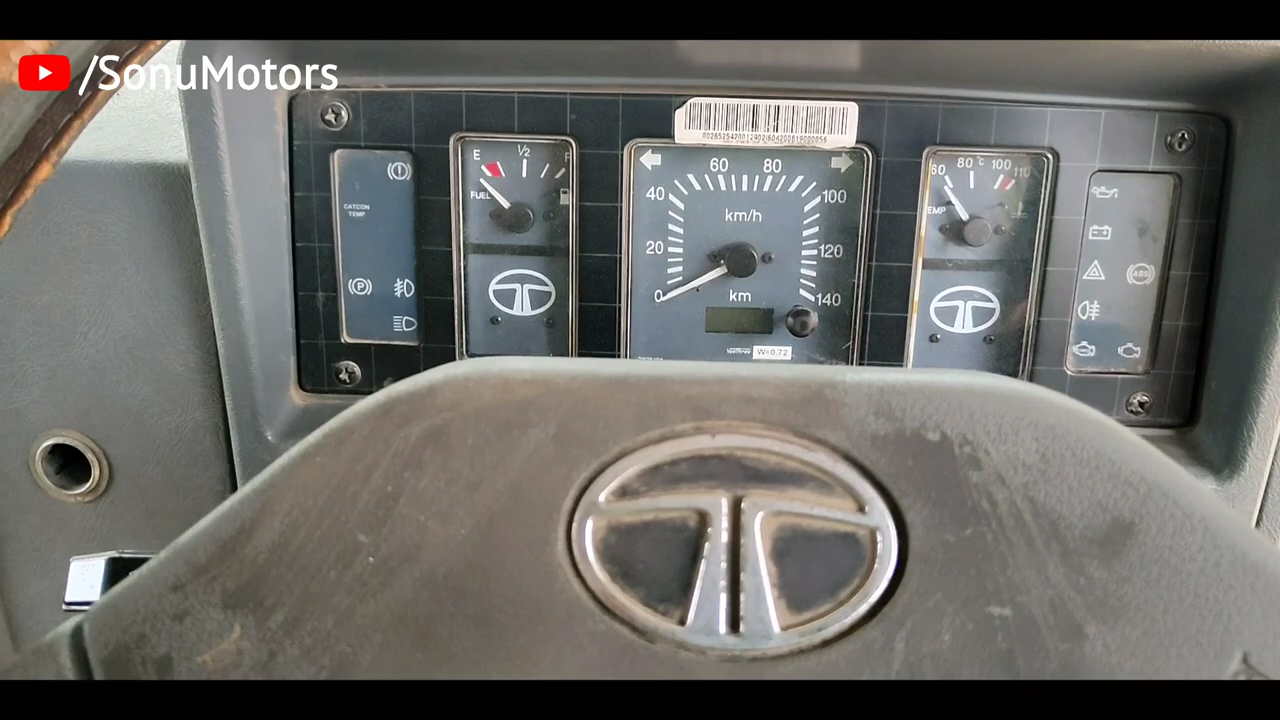 /SonuMotors
CATCON
TEMP
(P)
E
1/2
F
FUEL
60
80
40
100
km/h
20
120
0
km
140
W=0.72
60
80
°C
100
110
EMP
ABS